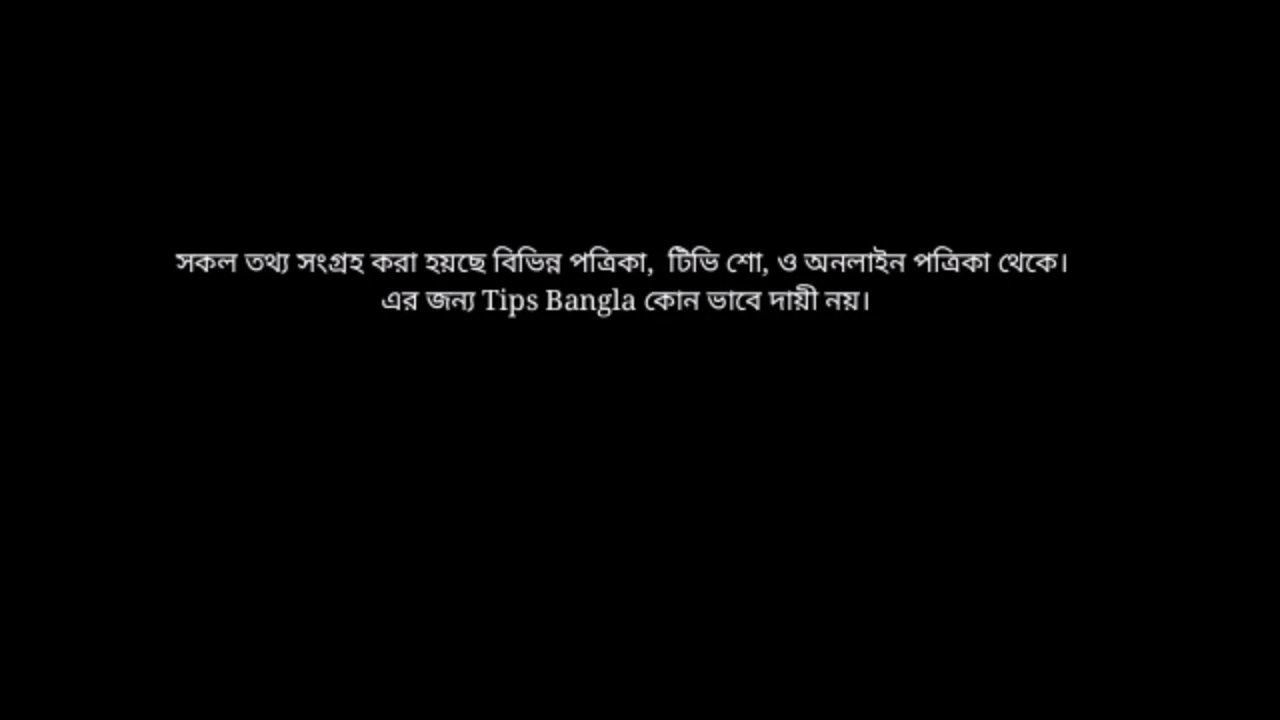 সকল তথ্য সংগ্রহ করা হয়ছে বিভিন্ন পত্রিকা, টিভি শো, ও অনলাইন পত্রিকা থেকে।
এর জন্য Tips Bangla কোন ভাবে দায়ী নয়।